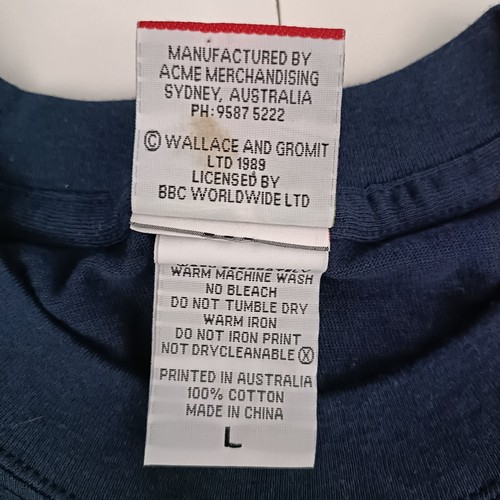 MANUFACTURED BY
ACME MERCHANDISING
SYDNEY, AUSTRALIA
PH: 9587 5222
© WALLACE AND GROMIT
LTD 1989
LICENSED BY
BBC WORLDWIDE LTD
WARM MACHINE WASH
NO BLEACH
DO NOT TUMBLE DRY
WARM IRON
DO NOT IRON PRINT
NOT DRYCLEANABLE Ⓧ
PRINTED IN AUSTRALIA
100% COTTON
MADE IN CHINA
L